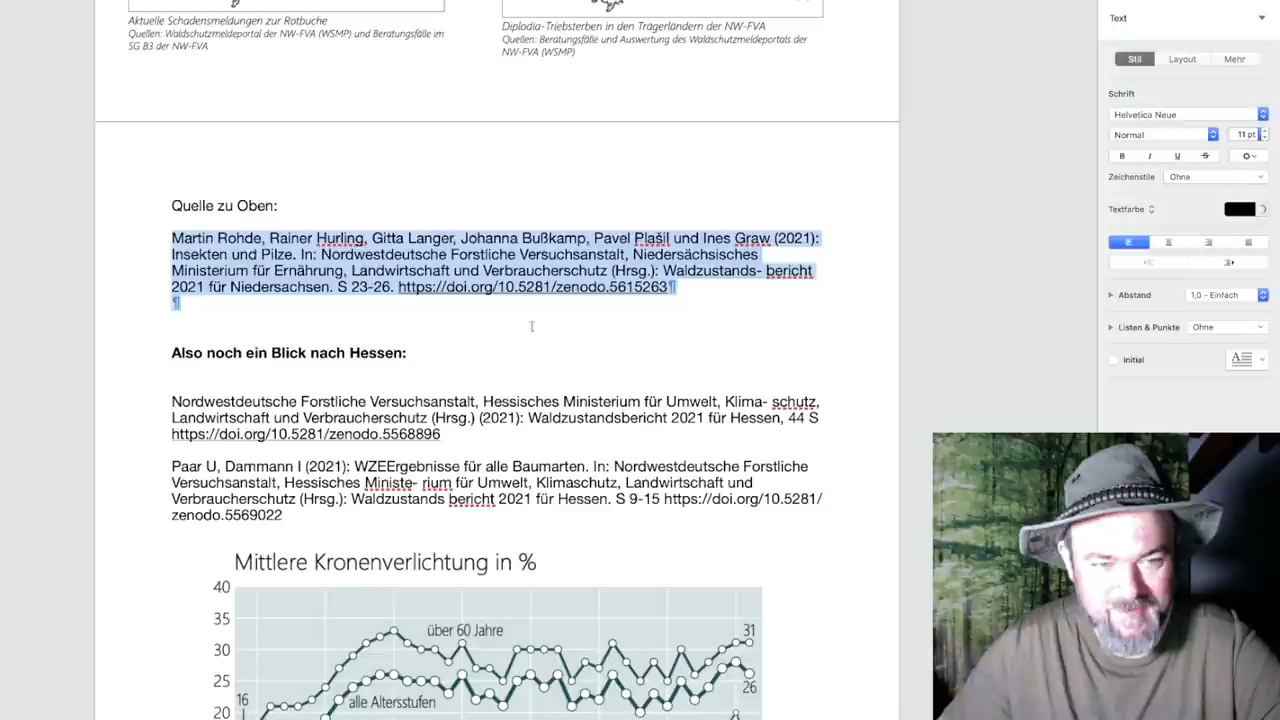 Aktuelle Schadensmeldungen zur Rotbuche
Quellen: Waldschutzmeldeportal der NW-FVA (WSMP) und Beratungsfälle im
SG B3 der NW-FVA
Diplodia-Triebsterben in den Trägerländern der NW-FVA
Quellen: Beratungsfälle und Auswertung des Waldschutzmeldeportals der
NW-FVA (WSMP)
Quelle zu Oben:
Martin Rohde, Rainer Hurling, Gitta Langer, Johanna Bußkamp, Pavel Plašil und Ines Graw (2021):
Insekten und Pilze. In: Nordwestdeutsche Forstliche Versuchsanstalt, Niedersächsisches
Ministerium für Ernährung, Landwirtschaft und Verbraucherschutz (Hrsg.): Waldzustands- bericht
2021 für Niedersachsen. S 23-26. https://doi.org/10.5281/zenodo.5615263¶
¶
Also noch ein Blick nach Hessen:
Nordwestdeutsche Forstliche Versuchsanstalt, Hessisches Ministerium für Umwelt, Klima- schutz,
Landwirtschaft und Verbraucherschutz (Hrsg.) (2021): Waldzustandsbericht 2021 für Hessen, 44 S
https://doi.org/10.5281/zenodo.5568896
Paar U, Dammann I (2021): WZEErgebnisse für alle Baumarten. In: Nordwestdeutsche Forstliche
Versuchsanstalt, Hessisches Ministe- rium für Umwelt, Klimaschutz, Landwirtschaft und
Verbraucherschutz (Hrsg.): Waldzustands bericht 2021 für Hessen. S 9-15 https://doi.org/10.5281/
zenodo.5569022
Mittlere Kronenverlichtung in %
40
35
30
25
20
über 60 Jahre
31
alle Altersstufen
26
16
Text
Stil
Layout
Mehr
Schrift
Helvetica Neue
Normal
11 pt
B I U S
Zeichenstile
Ohne
Textfarbe
Abstand
1,0 - Einfach
Listen & Punkte
Ohne
Initial
A